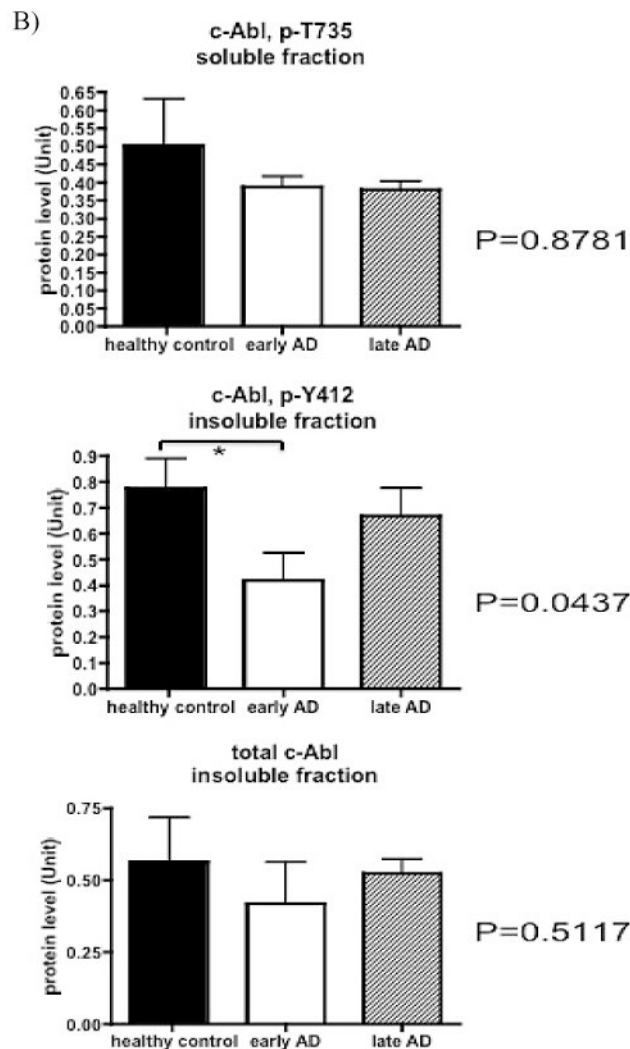 B)
c-Abl, p-T735
soluble fraction
protein level (Unit)
0.65
0.60
0.55
0.50
0.45
0.40
0.35
0.30
0.25
0.20
0.15
0.10
0.05
0.00
healthy control early AD late AD
P=0.8781
c-Abl, p-Y412
insoluble fraction
*
protein level (Unit)
0.9
0.8
0.7
0.6
0.5
0.4
0.3
0.2
0.1
0.0
healthy control early AD late AD
P=0.0437
total c-Abl
insoluble fraction
protein level (Unit)
0.75
0.50
0.25
0.00
healthy control early AD late AD
P=0.5117